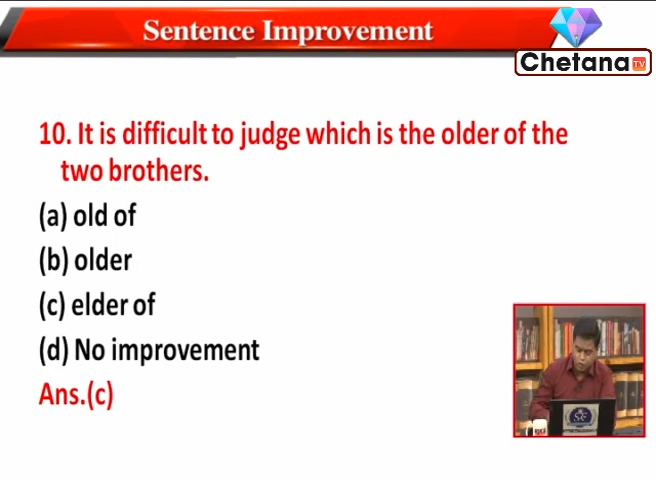 Sentence Improvement
Chetana TV
10. It is difficult to judge which is the older of the
two brothers.
(a) old of
(b) older
(c) elder of
(d) No improvement
Ans.(c)